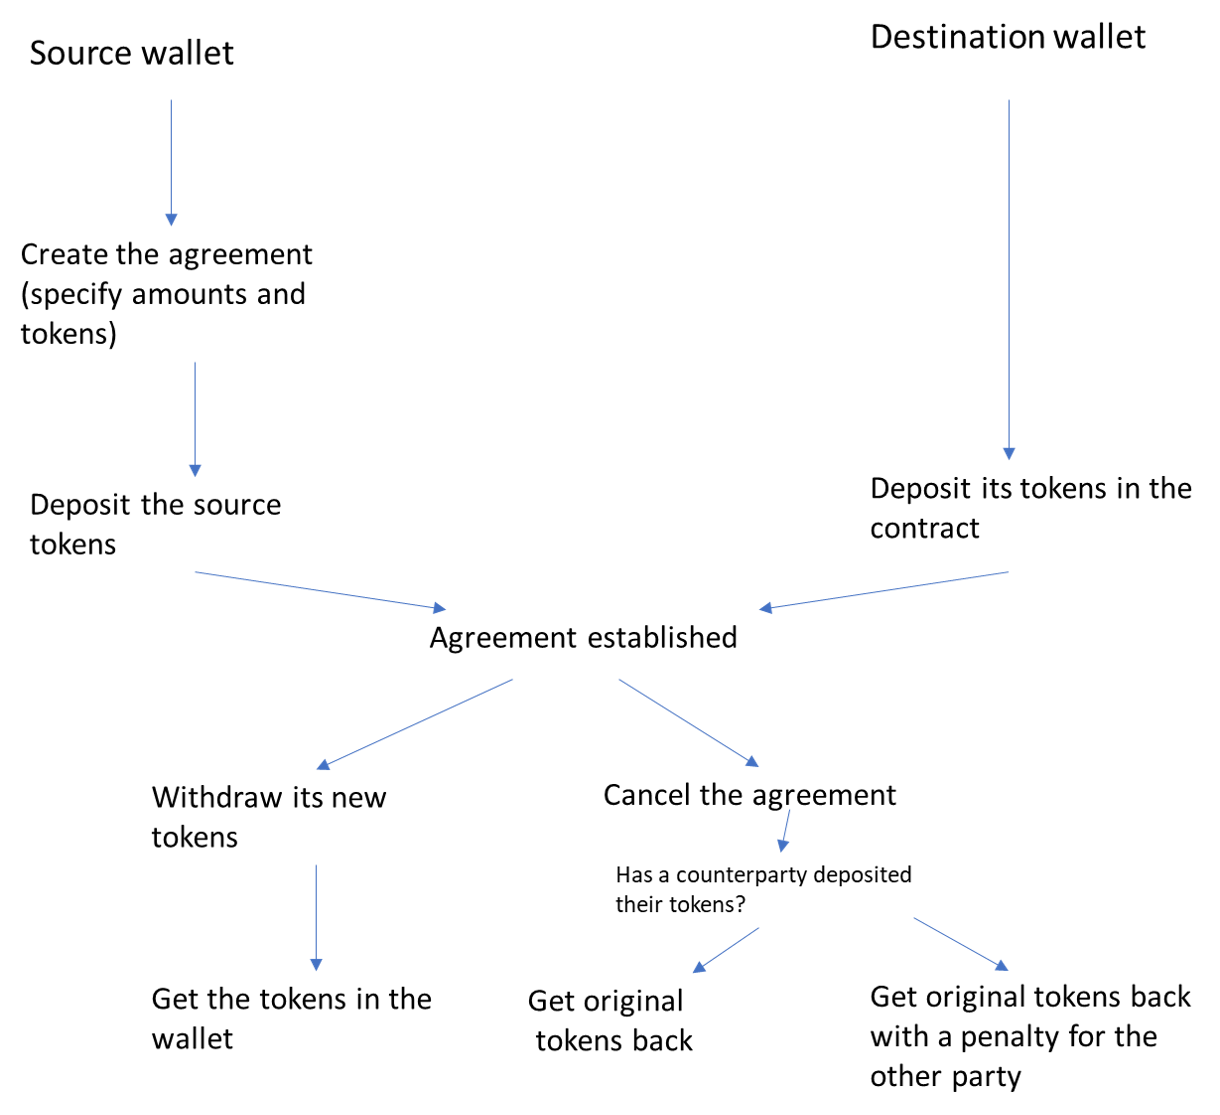 Source wallet
Destination wallet
Create the agreement
(specify amounts and
tokens)
Deposit the source
tokens
Deposit its tokens in the
contract
Agreement established
Withdraw its new
tokens
Cancel the agreement
Has a counterparty deposited
their tokens?
Get the tokens in the
wallet
Get original
tokens back
Get original tokens back
with a penalty for the
other party